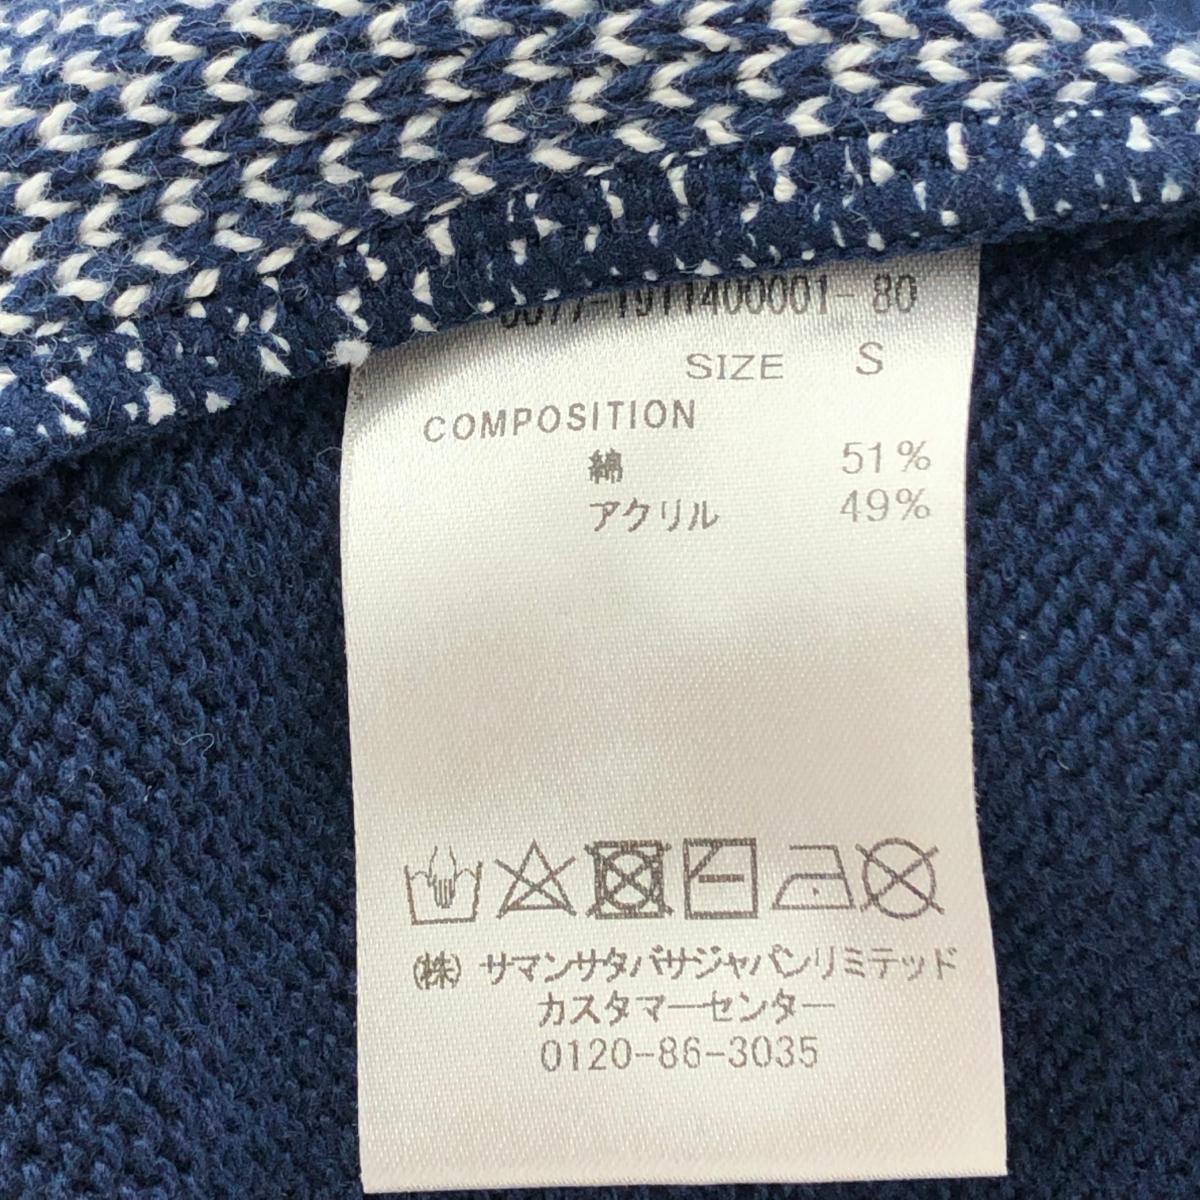 -1911400001-80
SIZE S
COMPOSITION
綿 51%
アクリル 49%
(株) サマンサタバサジャパンリミテッド
カスタマーセンター
0120-86-3035